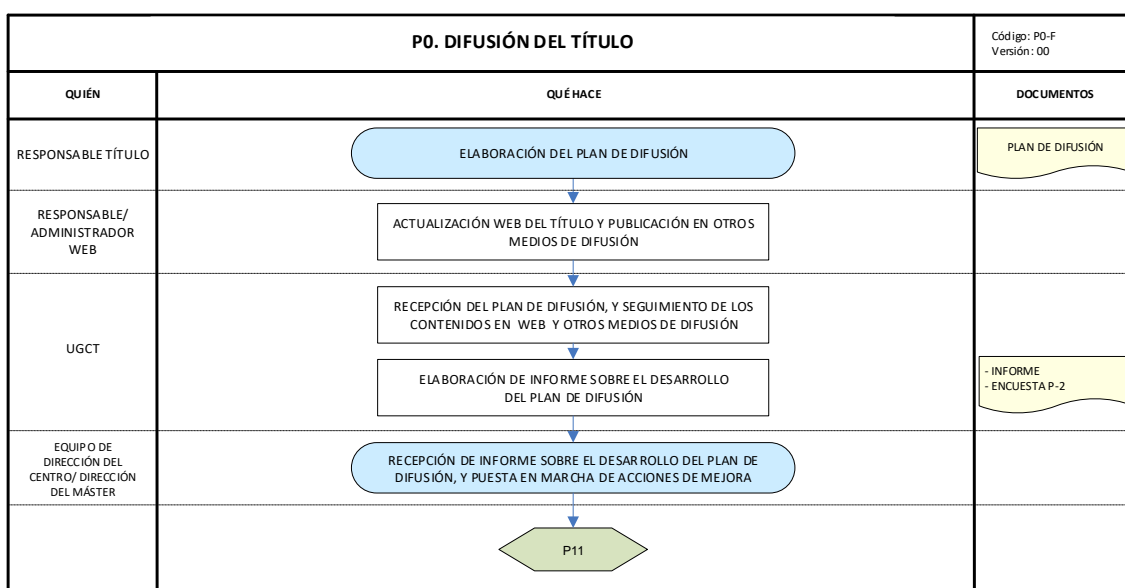 P0. DIFUSIÓN DEL TÍTULO
Código: P0-F
Versión: 00
QUIÉN
QUÉ HACE
DOCUMENTOS
RESPONSABLE TÍTULO
ELABORACIÓN DEL PLAN DE DIFUSIÓN
PLAN DE DIFUSIÓN
RESPONSABLE/
ADMINISTRADOR
WEB
ACTUALIZACIÓN WEB DEL TÍTULO Y PUBLICACIÓN EN OTROS
MEDIOS DE DIFUSIÓN
UGCT
RECEPCIÓN DEL PLAN DE DIFUSIÓN, Y SEGUIMIENTO DE LOS
CONTENIDOS EN WEB Y OTROS MEDIOS DE DIFUSIÓN
ELABORACIÓN DE INFORME SOBRE EL DESARROLLO
DEL PLAN DE DIFUSIÓN
- INFORME
- ENCUESTA P-2
EQUIPO DE
DIRECCIÓN DEL
CENTRO/ DIRECCIÓN
DEL MÁSTER
RECEPCIÓN DE INFORME SOBRE EL DESARROLLO DEL PLAN DE
DIFUSIÓN, Y PUESTA EN MARCHA DE ACCIONES DE MEJORA
P11